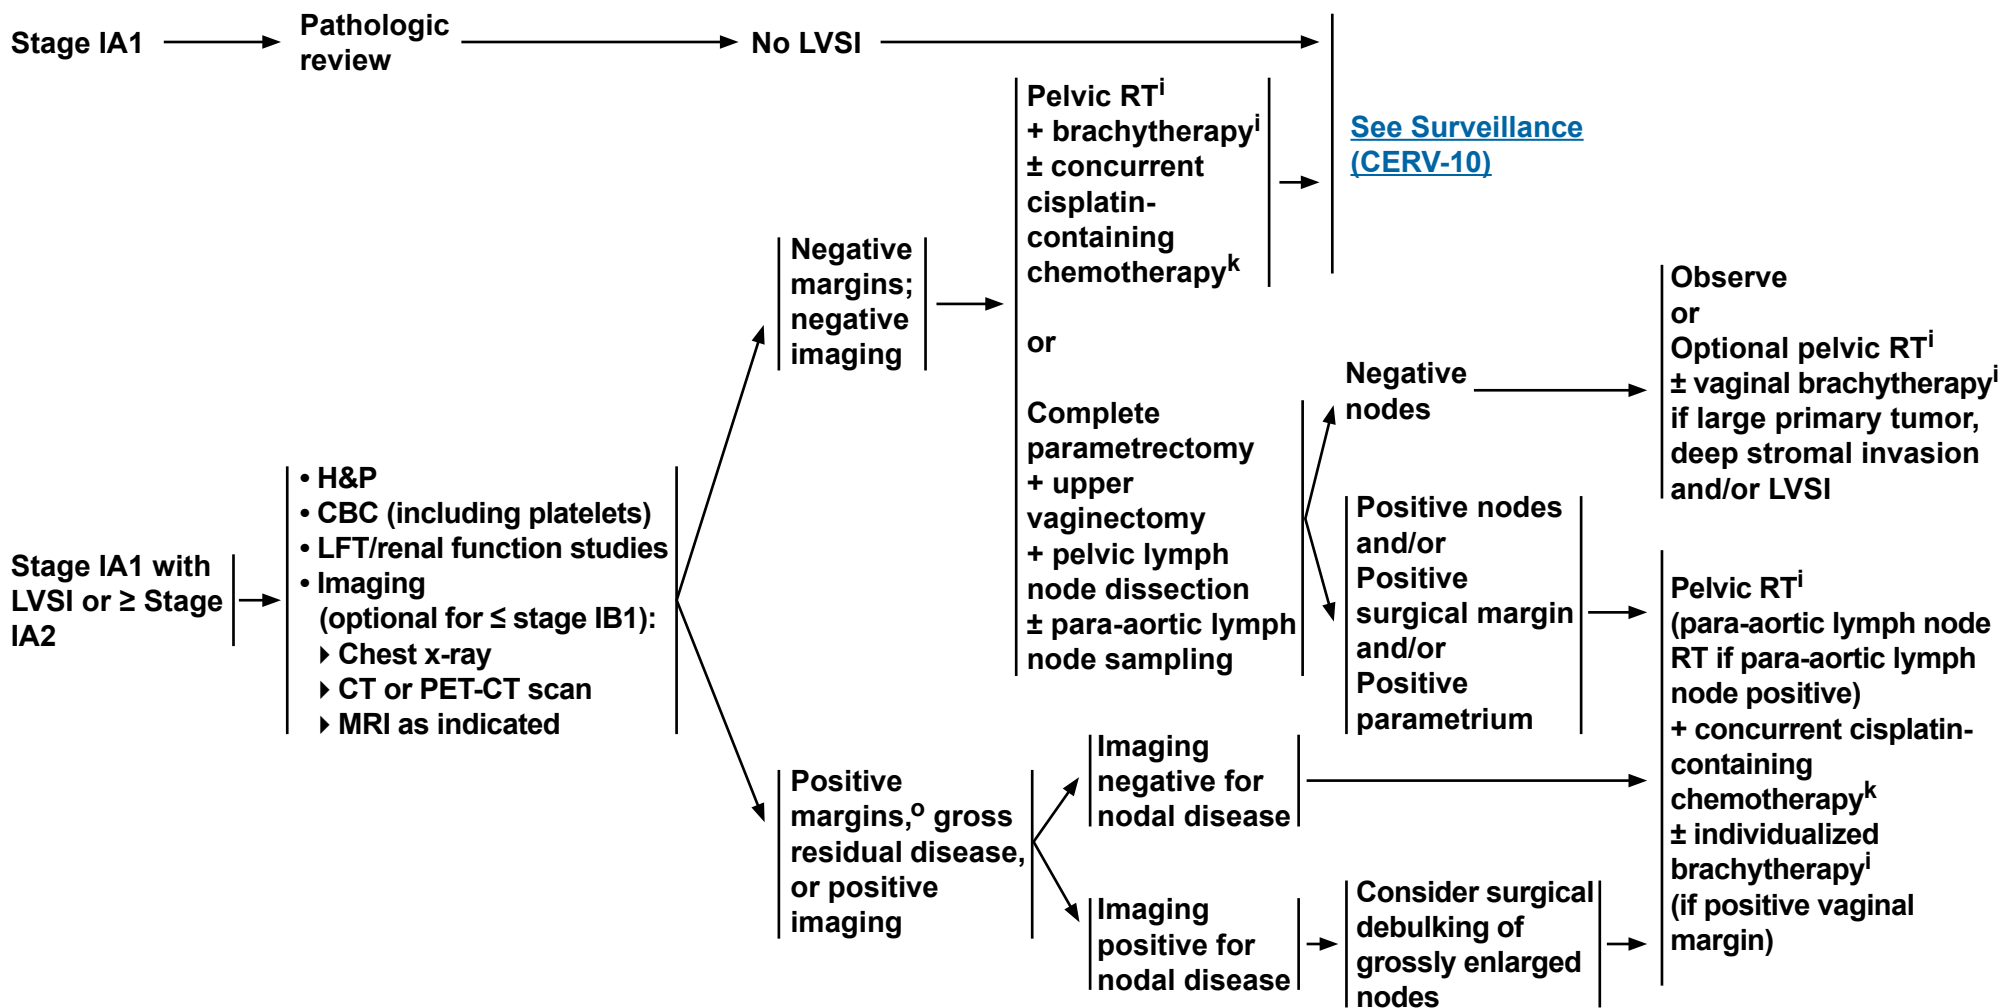 Stage IA1
Pathologic
review
No LVSI
See Surveillance
(CERV-10)
Stage IA1 with
LVSI or ≥ Stage
IA2
• H&P
• CBC (including platelets)
• LFT/renal function studies
• Imaging
(optional for ≤ stage IB1):
▸ Chest x-ray
▸ CT or PET-CT scan
▸ MRI as indicated
Negative
margins;
negative
imaging
Pelvic RTⁱ
+ brachytherapyⁱ
± concurrent
cisplatin-
containing
chemotherapyᵏ
or
Complete
parametrectomy
+ upper
vaginectomy
+ pelvic lymph
node dissection
± para-aortic lymph
node sampling
Negative
nodes
Observe
or
Optional pelvic RTⁱ
± vaginal brachytherapyⁱ
if large primary tumor,
deep stromal invasion
and/or LVSI
Positive nodes
and/or
Positive
surgical margin
and/or
Positive
parametrium
Positive
margins,ᵒ gross
residual disease,
or positive
imaging
Imaging
negative for
nodal disease
Imaging
positive for
nodal disease
Consider surgical
debulking of
grossly enlarged
nodes
Pelvic RTⁱ
(para-aortic lymph node
RT if para-aortic lymph
node positive)
+ concurrent cisplatin-
containing
chemotherapyᵏ
± individualized
brachytherapyⁱ
(if positive vaginal
margin)